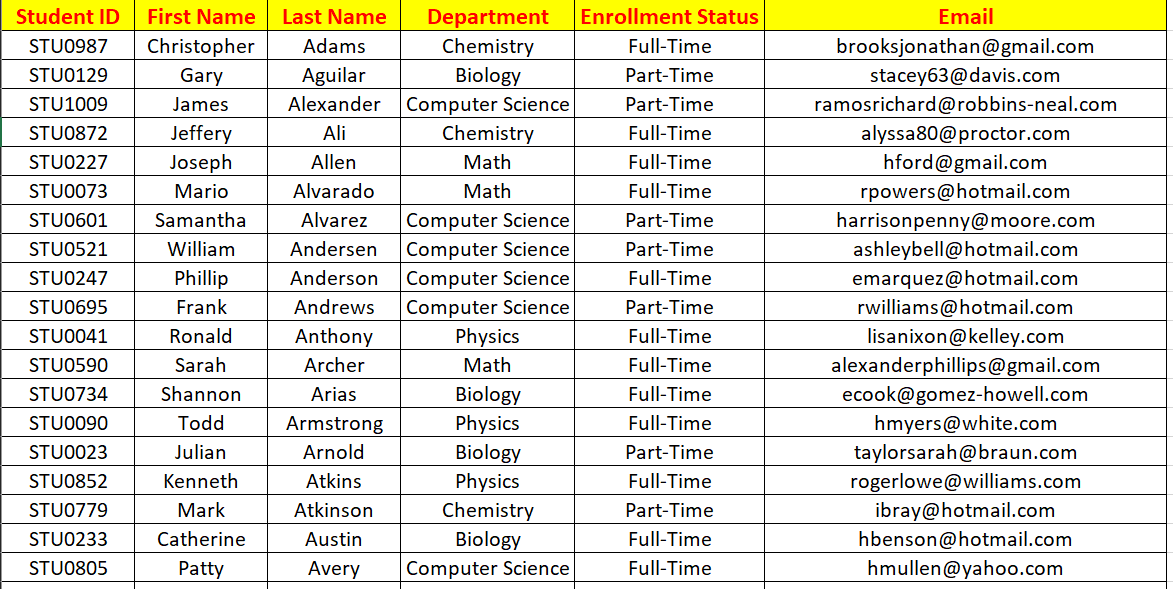 Student ID First Name Last Name Department Enrollment Status Email
STU0987 Christopher Adams Chemistry Full-Time brooksjonathan@gmail.com
STU0129 Gary Aguilar Biology Part-Time stacey63@davis.com
STU1009 James Alexander Computer Science Part-Time ramosrichard@robbins-neal.com
STU0872 Jeffery Ali Chemistry Full-Time alyssa80@proctor.com
STU0227 Joseph Allen Math Full-Time hford@gmail.com
STU0073 Mario Alvarado Math Full-Time rpowers@hotmail.com
STU0601 Samantha Alvarez Computer Science Part-Time harrisonpenny@moore.com
STU0521 William Andersen Computer Science Part-Time ashleybell@hotmail.com
STU0247 Phillip Anderson Computer Science Full-Time emarquez@hotmail.com
STU0695 Frank Andrews Computer Science Part-Time rwilliams@hotmail.com
STU0041 Ronald Anthony Physics Full-Time lisanixon@kelley.com
STU0590 Sarah Archer Math Full-Time alexanderphillips@gmail.com
STU0734 Shannon Arias Biology Full-Time ecook@gomez-howell.com
STU0090 Todd Armstrong Physics Full-Time hmyers@white.com
STU0023 Julian Arnold Biology Part-Time taylorsarah@braun.com
STU0852 Kenneth Atkins Physics Full-Time rogerlowe@williams.com
STU0779 Mark Atkinson Chemistry Part-Time ibray@hotmail.com
STU0233 Catherine Austin Biology Full-Time hbenson@hotmail.com
STU0805 Patty Avery Computer Science Full-Time hmullen@yahoo.com